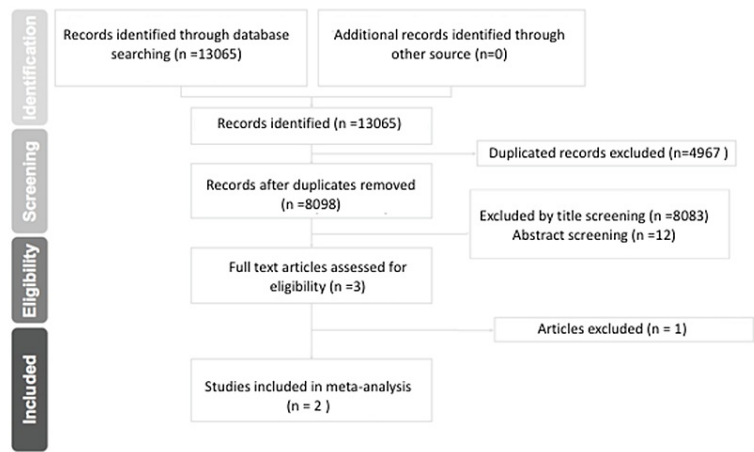 Identification
Records identified through database
searching (n =13065)
Additional records identified through
other source (n=0)
Records identified (n =13065)
Screening
Duplicated records excluded (n=4967 )
Records after duplicates removed
(n =8098)
Excluded by title screening (n =8083)
Abstract screening (n =12)
Eligibility
Full text articles assessed for
eligibility (n =3)
Articles excluded (n = 1)
Included
Studies included in meta-analysis
(n = 2 )